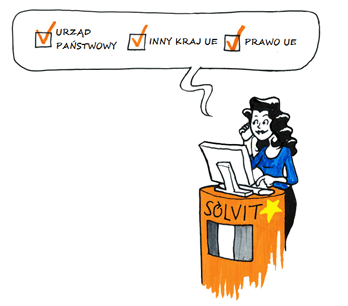 URZĄD
PAŃSTWOWY
INNY KRAJ UE
PRAWO UE
SOLVIT